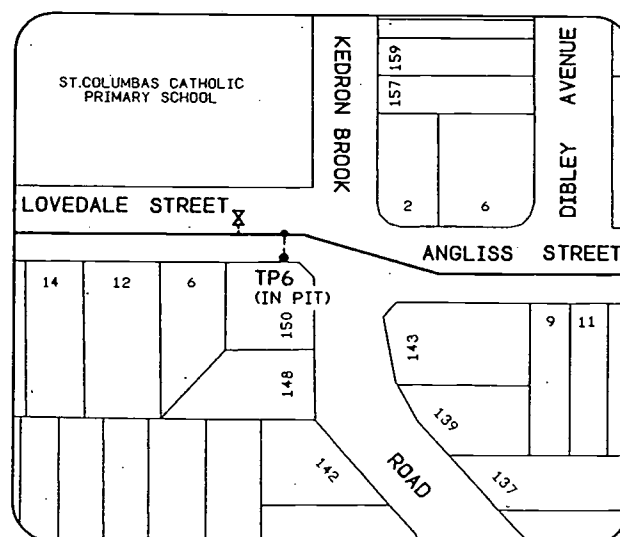 ST.COLUMBAS CATHOLIC
PRIMARY SCHOOL
KEDRON BROOK
159
157
DIBLEY AVENUE
2
6
LOVEDALE STREET
ANGLISS STREET
TP6
(IN PIT)
14
12
6
150
148
142
143
9
11
139
137
ROAD